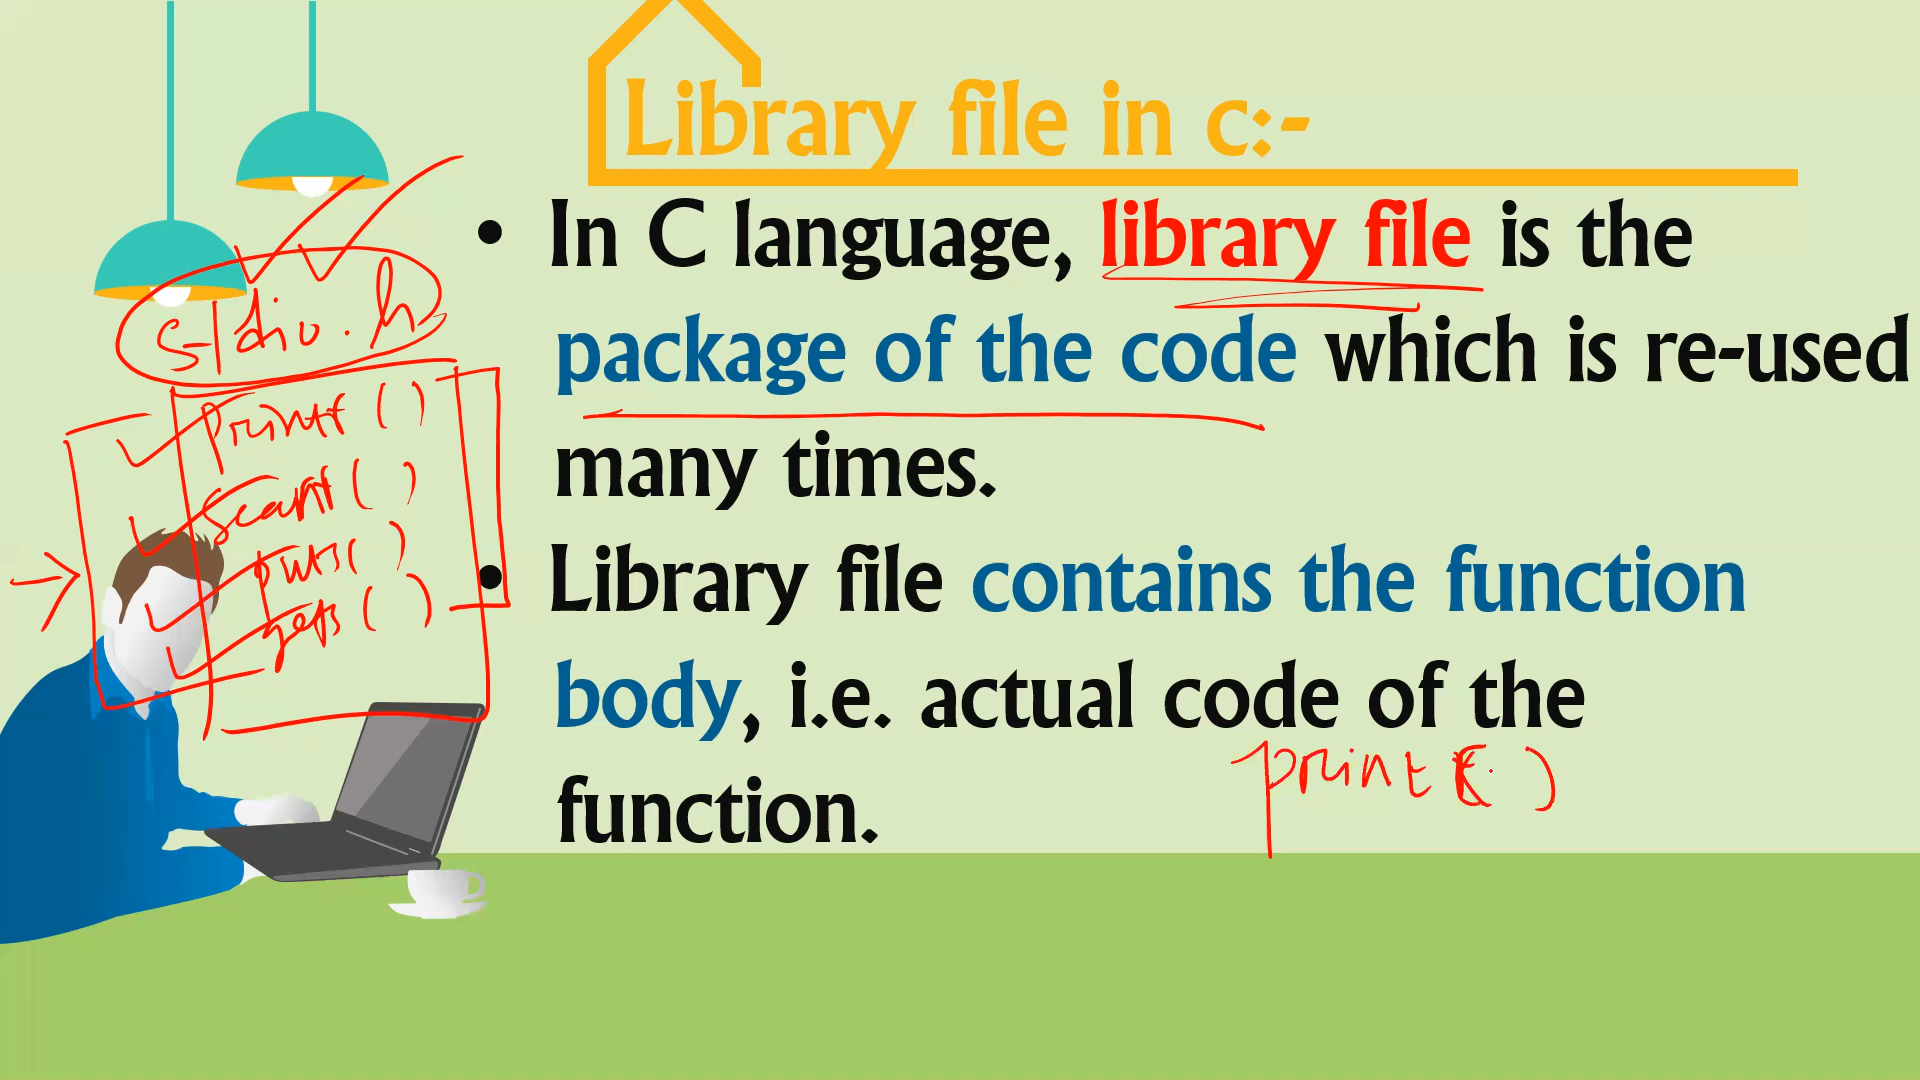 Library file in c:-
• In C language, library file is the
package of the code which is re-used
many times.
• Library file contains the function
body, i.e. actual code of the
function.
stdio.h
printf()
scanf()
puts()
gets()
print( )